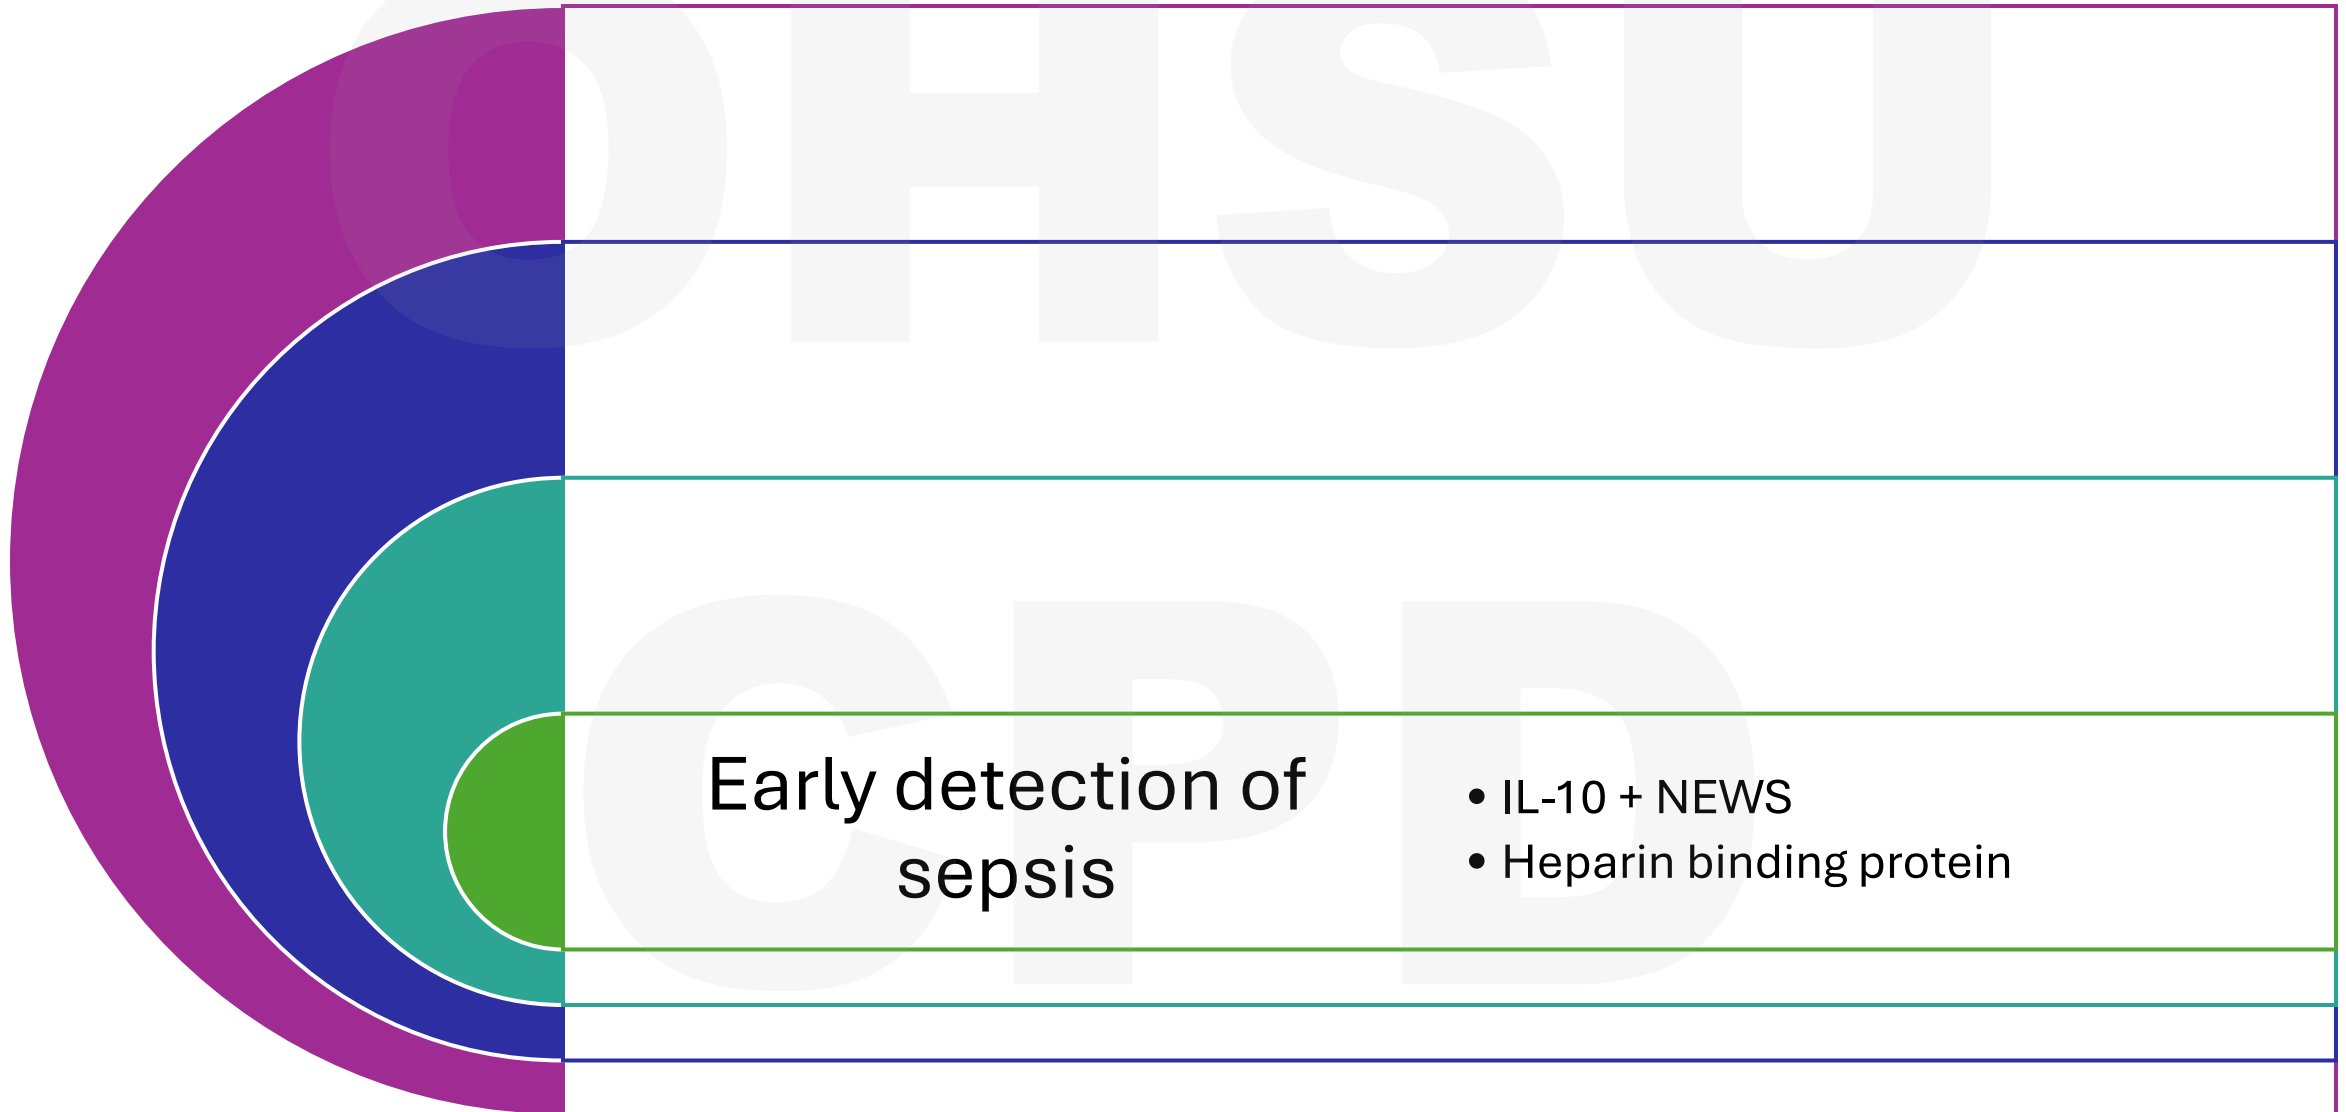 OHSU
CPD
Early detection of
sepsis
• IL-10 + NEWS
• Heparin binding protein